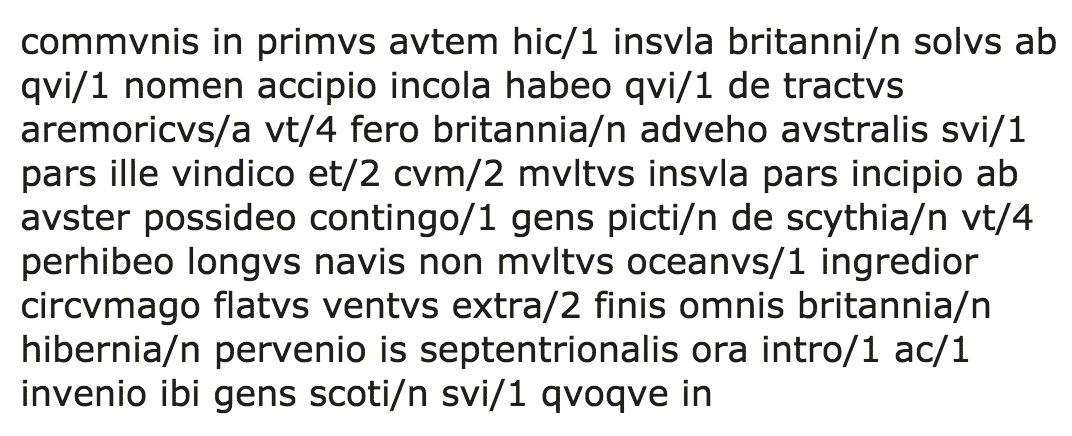 commvnis in primvs avtem hic/1 insvla britanni/n solvs ab
qvi/1 nomen accipio incola habeo qvi/1 de tractvs
aremoricvs/a vt/4 fero britannia/n adveho avstralis svi/1
pars ille vindico et/2 cvm/2 mvltvs insvla pars incipio ab
avster possideo contingo/1 gens picti/n de scythia/n vt/4
perhibeo longvs navis non mvltvs oceanvs/1 ingredior
circvmago flatvs ventvs extra/2 finis omnis britannia/n
hibernia/n pervenio is septentrionalis ora intro/1 ac/1
invenio ibi gens scoti/n svi/1 qvoqve in